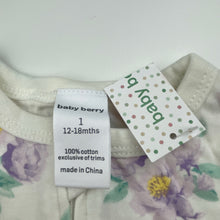 baby berry
1
12-18mths
100% cotton
exclusive of trims
made in China
baby b